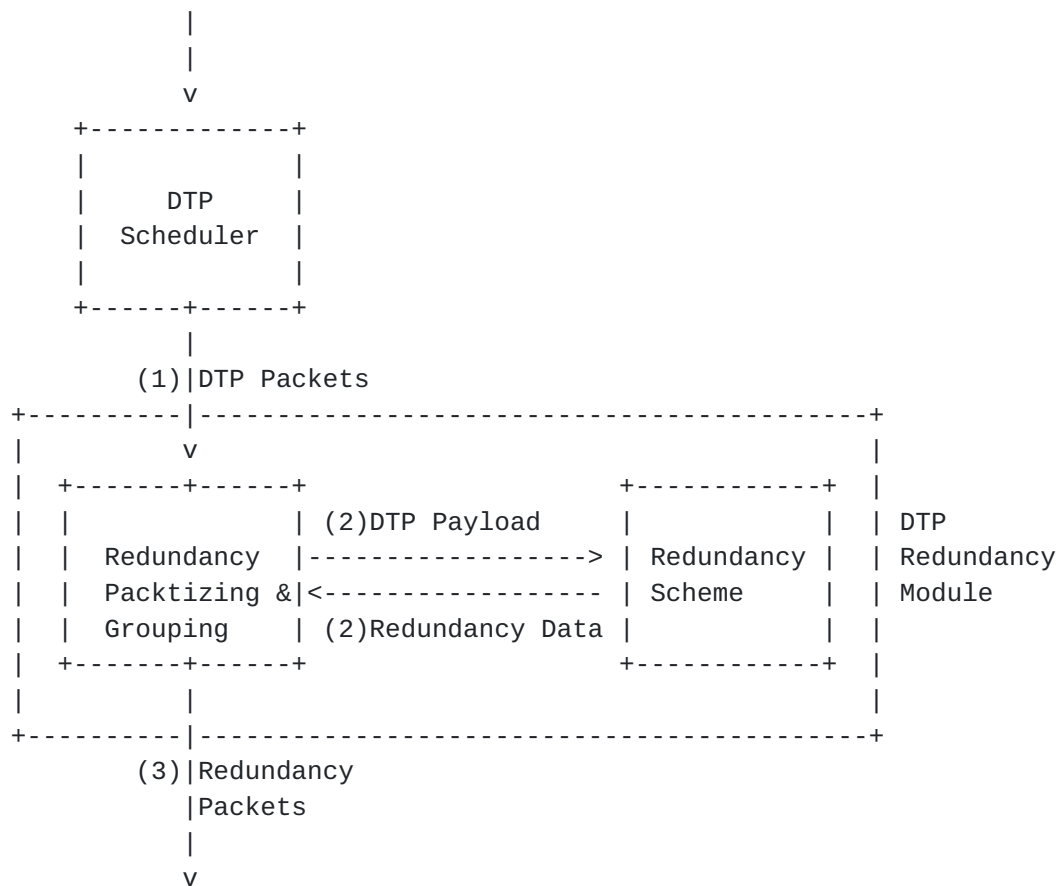 DTP
Scheduler
(1) DTP Packets
(2)DTP Payload DTP
Redundancy Redundancy Redundancy
Packtizing & Scheme Module
Grouping (2)Redundancy Data
(3) Redundancy
Packets